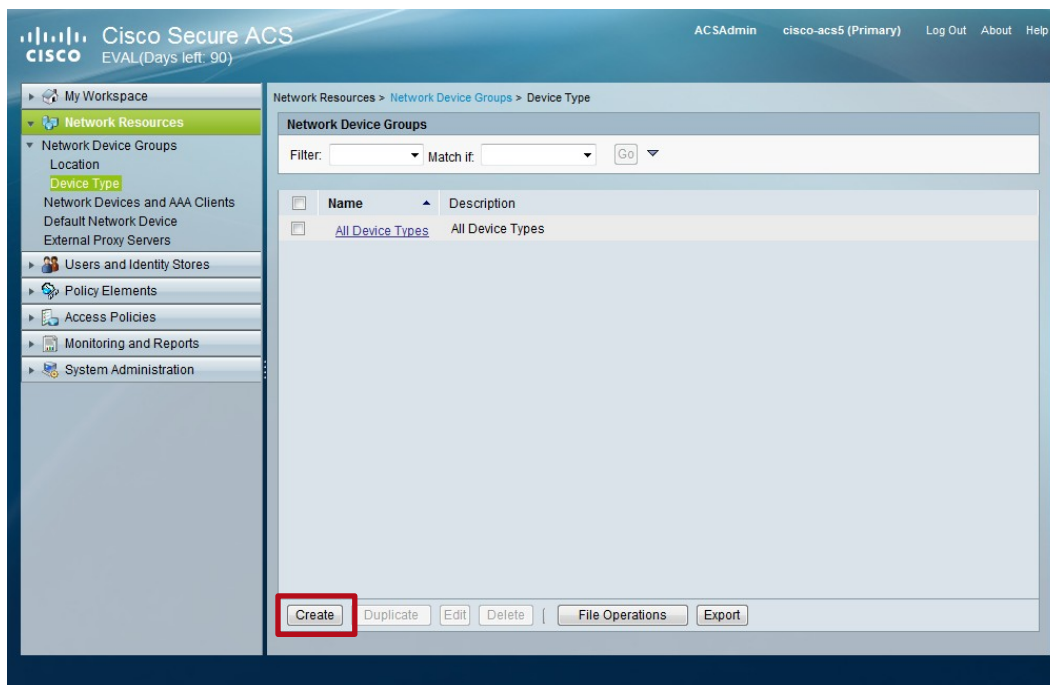 Cisco Secure ACS
CISCO EVAL(Days left: 90)
ACSAdmin cisco-acs5 (Primary) Log Out About Help
My Workspace
Network Resources
Network Device Groups
Location
Device Type
Network Devices and AAA Clients
Default Network Device
External Proxy Servers
Users and Identity Stores
Policy Elements
Access Policies
Monitoring and Reports
System Administration
Network Resources > Network Device Groups > Device Type
Network Device Groups
Filter: Match if: Go
Name Description
All Device Types All Device Types
Create Duplicate Edit Delete | File Operations Export